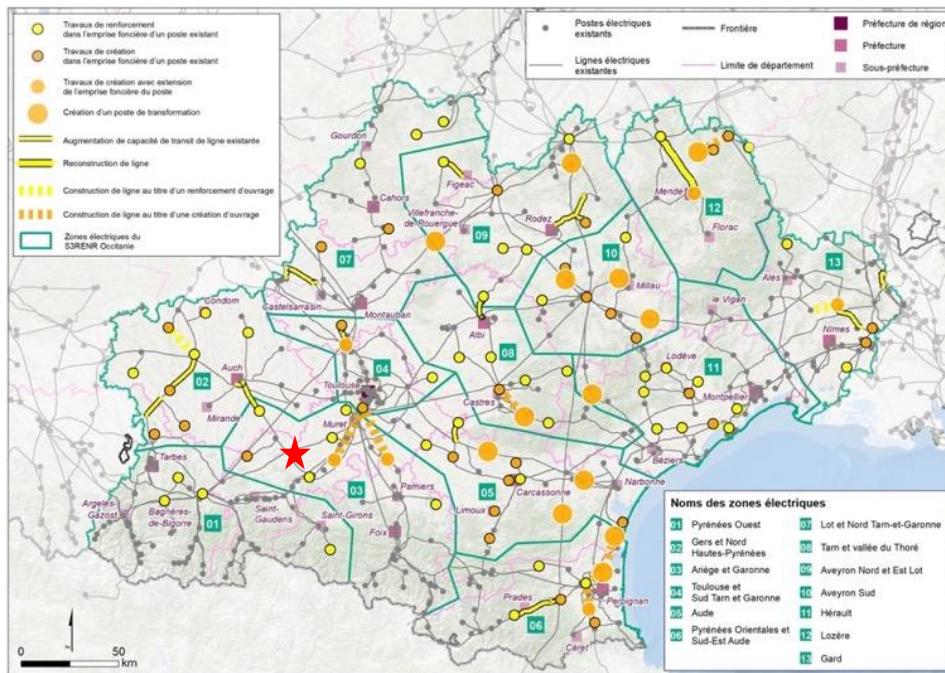 Travaux de renforcement
dans l'emprise foncière d'un poste existant
Travaux de création
dans l'emprise foncière d'un poste existant
Travaux de création avec extension
de l'emprise foncière du poste
Création d'un poste de transformation
Augmentation de capacité de transit de ligne existante
Reconstruction de ligne
Construction de ligne au titre d'un renforcement d'ouvrage
Construction de ligne au titre d'une création d'ouvrage
Zones électriques du
S3RENR Occitanie
Postes électriques
existants
Frontière
Lignes électriques
existantes
Limite de département
Préfecture de région
Préfecture
Sous-préfecture
Gourdon
Figeac
Mende
12
Cahors
Villefranche-
de-Rouergue
Rodez
Florac
09
07
10
13
Alès
Castelsarrasin
Millau
Vigan
Condom
Montauban
Albi
Nîmes
08
Lodève
04
11
02
Auch
Toulouse
Castres
Montpellier
Mirande
Muret
Béziers
Tarbes
Carcassonne
Narbonne
03
Pamiers
05
Argelès-
Gazost
Bagnères-
de-Bigorre
01
Saint-
Gaudens
Saint-Girons
Foix
Limoux
Prades
Perpignan
06
Céret
0
50
km
Noms des zones électriques
01 Pyrénées Ouest
02 Gers et Nord
Hautes-Pyrénées
03 Ariège et Garonne
04 Toulouse et
Sud Tarn et Garonne
05 Aude
06 Pyrénées Orientales et
Sud-Est Aude
07 Lot et Nord Tarn-et-Garonne
08 Tarn et vallée du Thoré
09 Aveyron Nord et Est Lot
10 Aveyron Sud
11 Hérault
12 Lozère
13 Gard